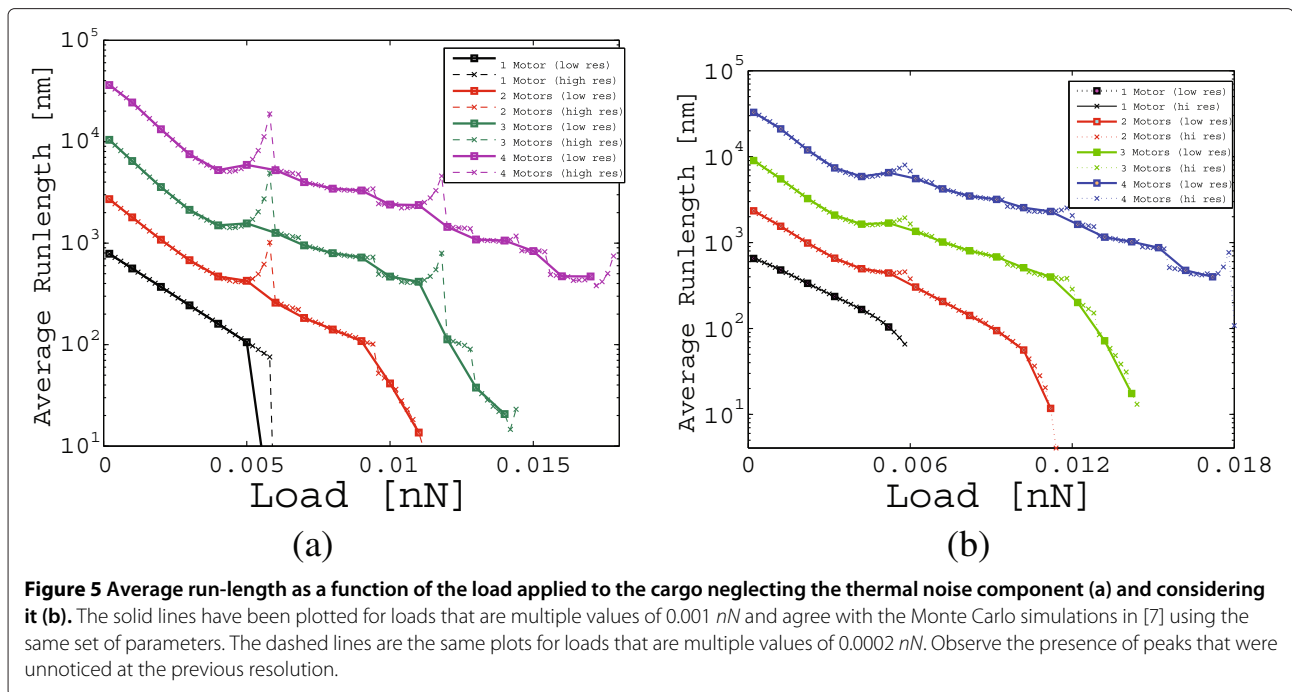 10^5
10^4
10^3
10^2
10^1
Average Runlength [nm]
1 Motor (low res)
1 Motor (high res)
2 Motors (low res)
2 Motors (high res)
3 Motors (low res)
3 Motors (high res)
4 Motors (low res)
4 Motors (high res)
0 0.005 0.01 0.015
Load [nN]
(a)
10^5
10^4
10^3
10^2
10^1
Average Runlength [nm]
1 Motor (low res)
1 Motor (hi res)
2 Motors (low res)
2 Motors (hi res)
3 Motors (low res)
3 Motors (hi res)
4 Motors (low res)
4 Motors (hi res)
0 0.006 0.012 0.018
Load [nN]
(b)
Figure 5 Average run-length as a function of the load applied to the cargo neglecting the thermal noise component (a) and considering
it (b). The solid lines have been plotted for loads that are multiple values of 0.001 nN and agree with the Monte Carlo simulations in [7] using the
same set of parameters. The dashed lines are the same plots for loads that are multiple values of 0.0002 nN. Observe the presence of peaks that were
unnoticed at the previous resolution.